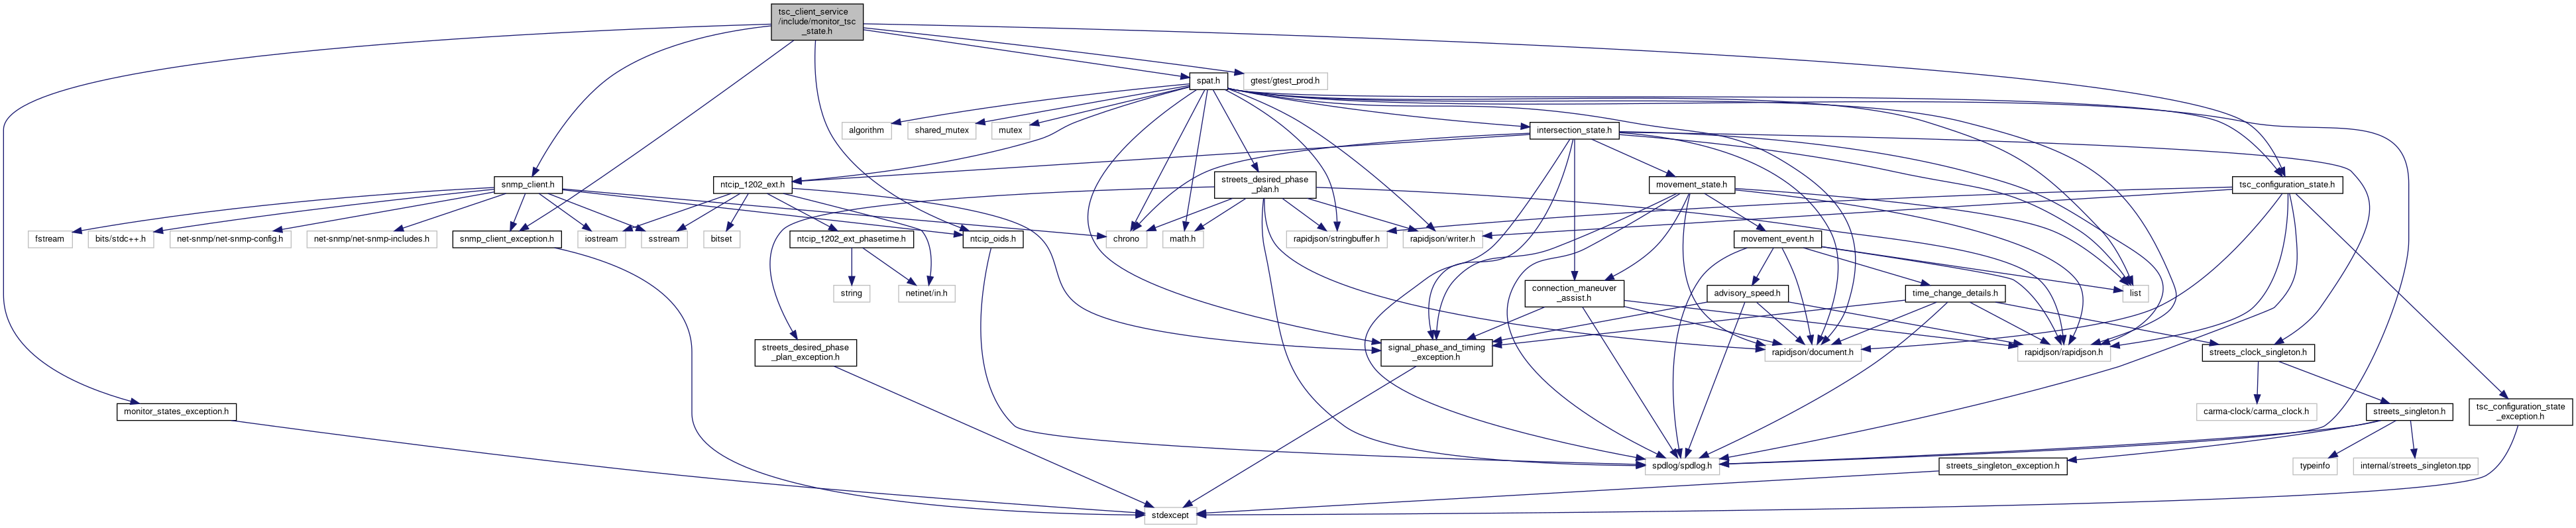 tsc_client_service
/include/monitor_tsc
_state.h
spat.h
gtest/gtest_prod.h
algorithm
shared_mutex
mutex
intersection_state.h
snmp_client.h
ntcip_1202_ext.h
streets_desired_phase
_plan.h
movement_state.h
tsc_configuration_state.h
fstream
bits/stdc++.h
net-snmp/net-snmp-config.h
net-snmp/net-snmp-includes.h
snmp_client_exception.h
iostream
sstream
bitset
ntcip_1202_ext_phasetime.h
ntcip_oids.h
chrono
math.h
rapidjson/stringbuffer.h
rapidjson/writer.h
movement_event.h
string
netinet/in.h
connection_maneuver
_assist.h
advisory_speed.h
time_change_details.h
list
streets_desired_phase
_plan_exception.h
signal_phase_and_timing
_exception.h
rapidjson/document.h
rapidjson/rapidjson.h
streets_clock_singleton.h
monitor_states_exception.h
carma-clock/carma_clock.h
streets_singleton.h
tsc_configuration_state
_exception.h
spdlog/spdlog.h
streets_singleton_exception.h
typeinfo
internal/streets_singleton.tpp
stdexcept